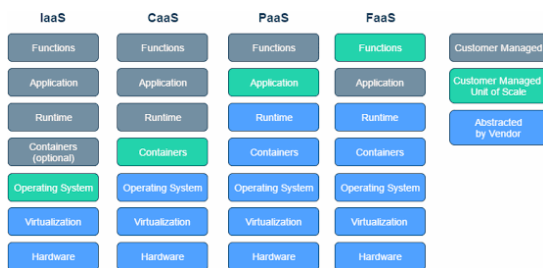 IaaS CaaS PaaS FaaS
Functions Functions Functions Functions Customer Managed
Application Application Application Application Customer Managed
Unit of Scale
Runtime Runtime Runtime Runtime Abstracted
by Vendor
Containers
(optional) Containers Containers Containers
Operating System Operating System Operating System Operating System
Virtualization Virtualization Virtualization Virtualization
Hardware Hardware Hardware Hardware